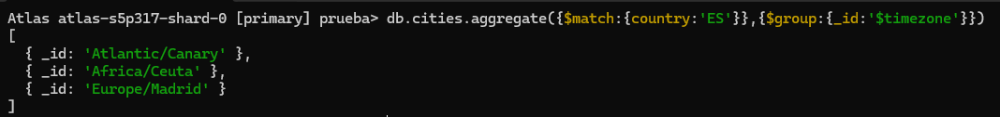 Atlas atlas-s5p317-shard-0 [primary] prueba> db.cities.aggregate({$match:{country:'ES'}},{$group:{_id:'$timezone'}})
[
  { _id: 'Atlantic/Canary' },
  { _id: 'Africa/Ceuta' },
  { _id: 'Europe/Madrid' }
]